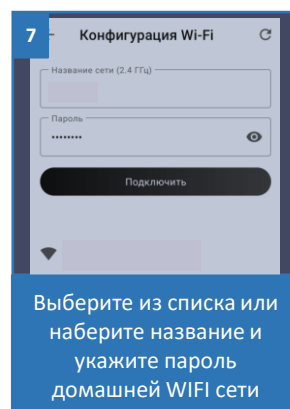 7
Конфигурация Wi-Fi
Название сети (2.4 ГГц)
Пароль
••••••••
Подключить
Выберите из списка или
наберите название и
укажите пароль
домашней WIFI сети